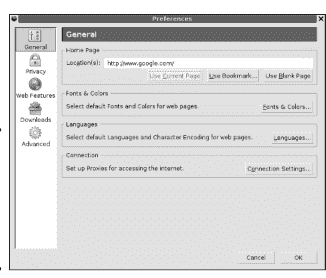 Preferences
General
Privacy
Web Features
Downloads
Advanced
General
Home Page
Location(s): http://www.google.com/
Use Current Page Use Bookmark... Use Blank Page
Fonts & Colors
Select default Fonts and Colors for web pages. Fonts & Colors...
Languages
Select default Languages and Character Encoding for web pages. Languages...
Connection
Set up Proxies for accessing the internet. Connection Settings...
Cancel OK